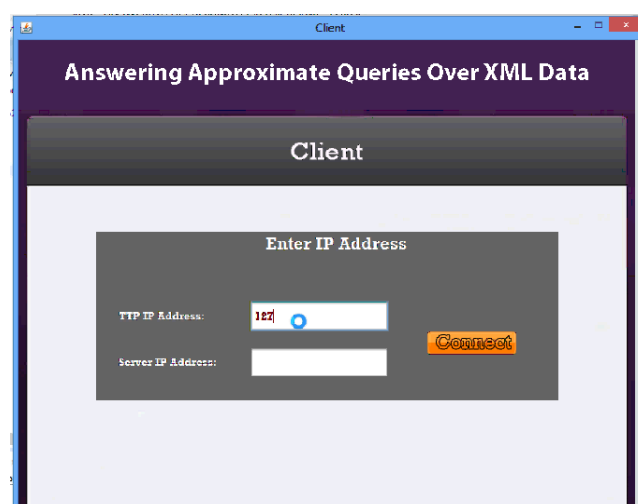 Client
Answering Approximate Queries Over XML Data
Client
Enter IP Address
TTP IP Address:
127
Connect
Server IP Address: